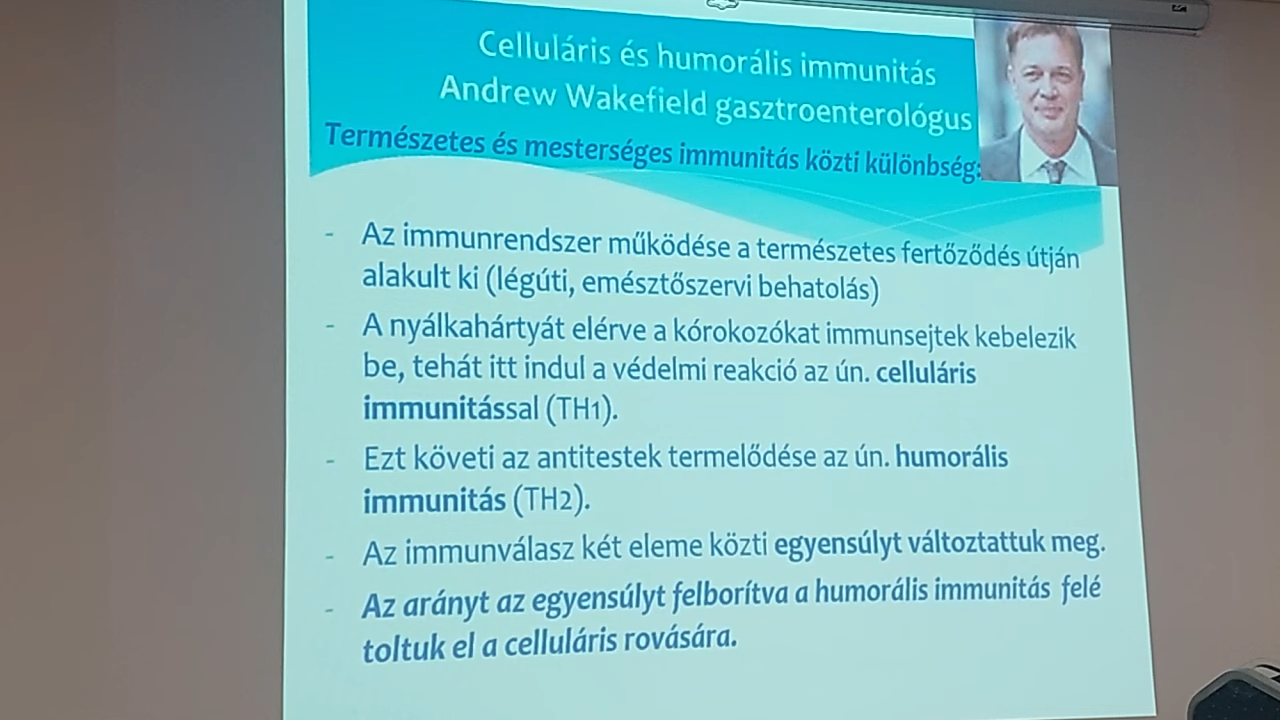 Celluláris és humorális immunitás
Andrew Wakefield gasztroenterológus
Természetes és mesterséges immunitás közti különbség:
- Az immunrendszer működése a természetes fertőződés útján
alakult ki (légúti, emésztőszervi behatolás)
- A nyálkahártyát elérve a kórokozókat immunsejtek kebelezik
be, tehát itt indul a védelmi reakció az ún. celluláris
immunitással (TH1).
- Ezt követi az antitestek termelődése az ún. humorális
immunitás (TH2).
- Az immunválasz két eleme közti egyensúlyt változtattuk meg.
- Az arányt az egyensúlyt felborítva a humorális immunitás felé
toltuk el a celluláris rovására.